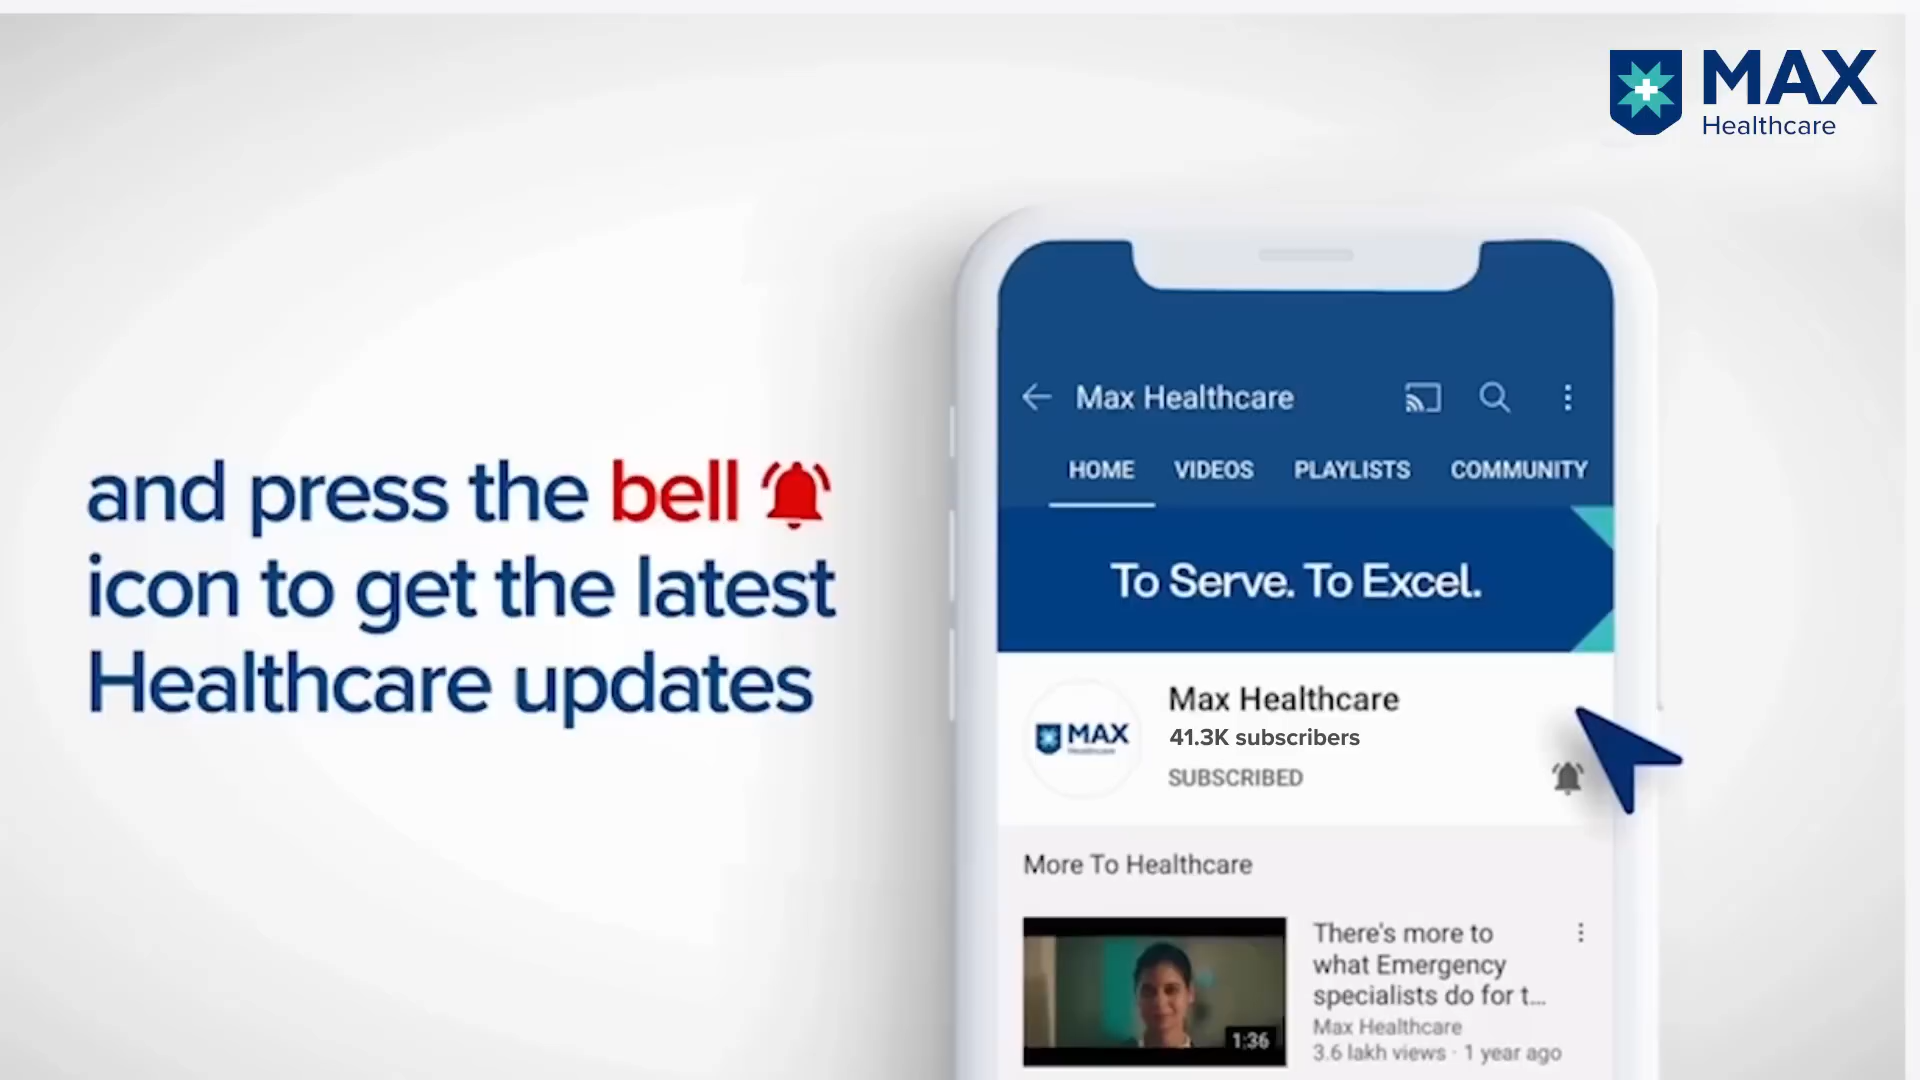 MAX
Healthcare
and press the bell
icon to get the latest
Healthcare updates
Max Healthcare
HOME VIDEOS PLAYLISTS COMMUNITY
To Serve. To Excel.
MAX
Healthcare
Max Healthcare
41.3K subscribers
SUBSCRIBED
More To Healthcare
1:36
There's more to
what Emergency
specialists do for t...
Max Healthcare
3.6 lakh views · 1 year ago